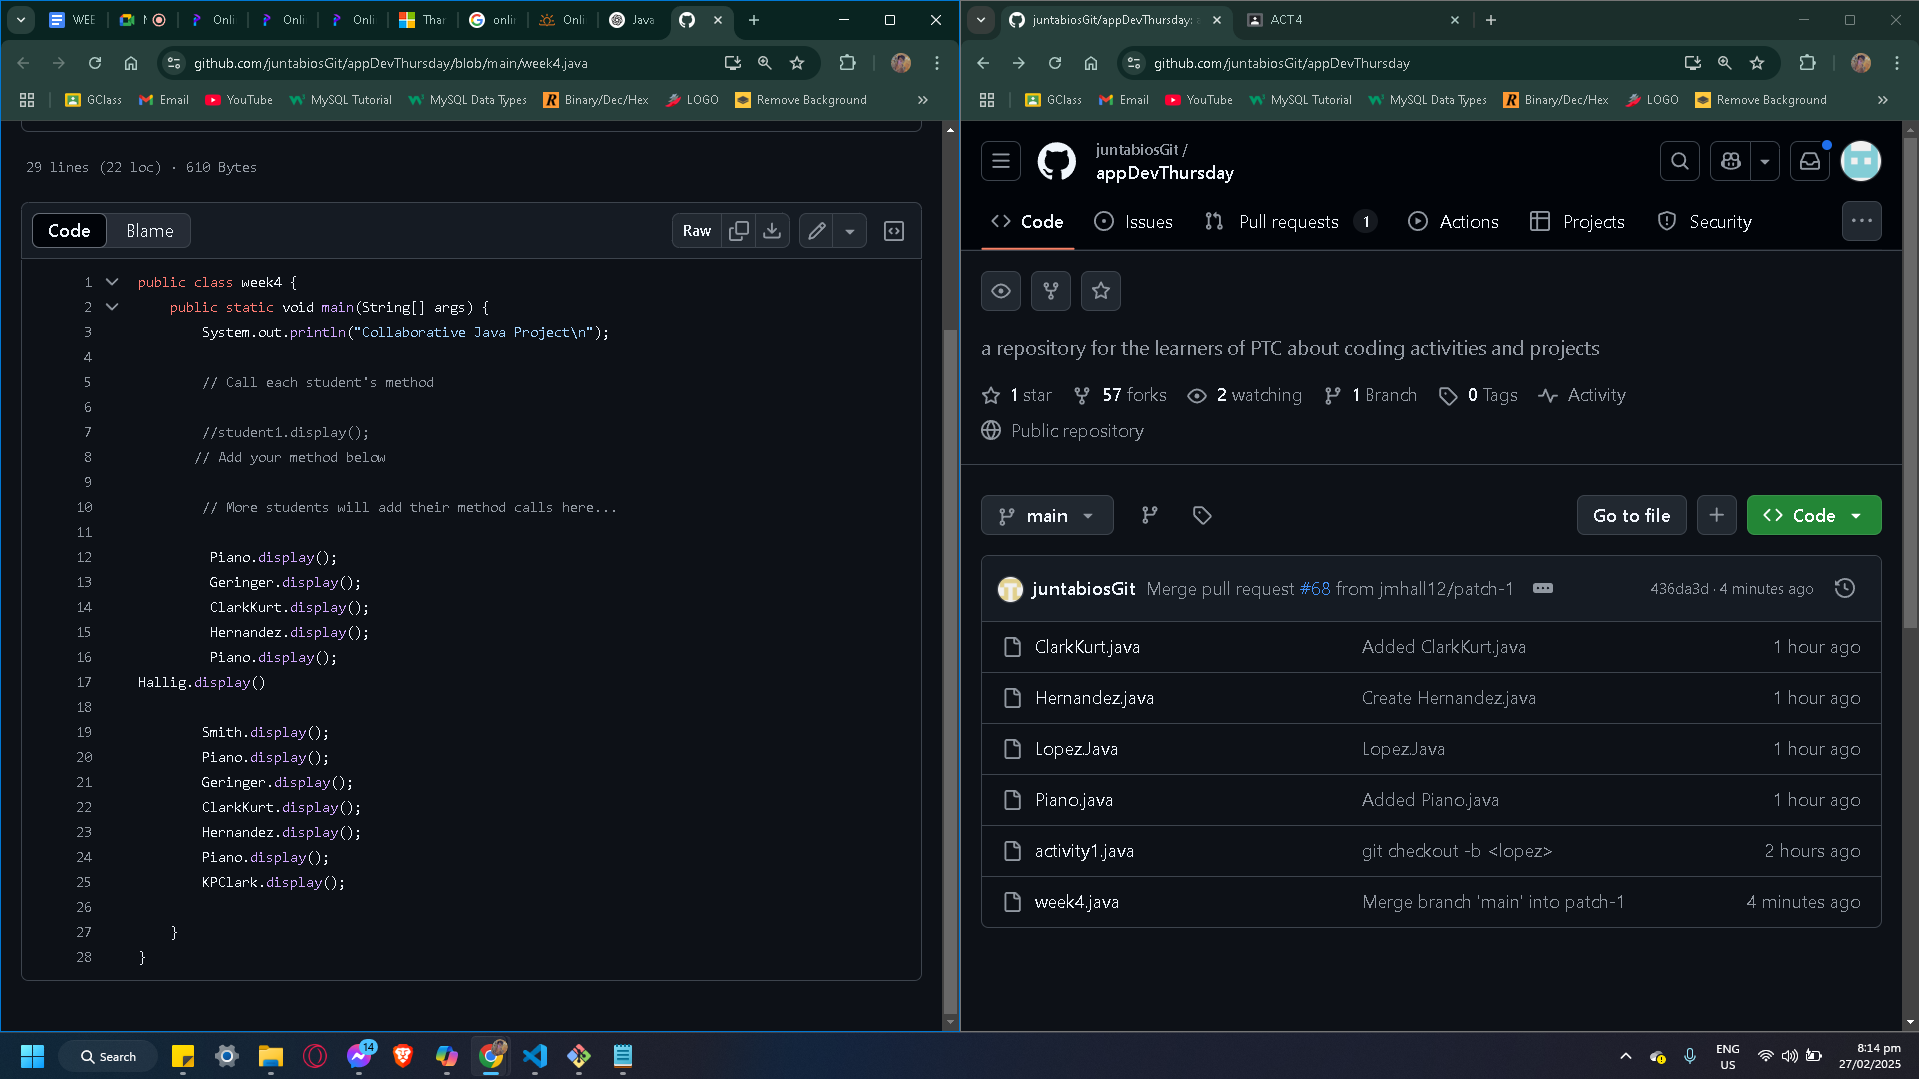 WEE
Onli
Onli
Onli
Thar
onlir
Onli
Java
github.com/juntabiosGit/appDevThursday/blob/main/week4.java
GClass
Email
YouTube
MySQL Tutorial
MySQL Data Types
Binary/Dec/Hex
LOGO
Remove Background
29 lines (22 loc) · 610 Bytes
Code
Blame
Raw
1 public class week4 {
2 public static void main(String[] args) {
3 System.out.println("Collaborative Java Project\n");
4
5 // Call each student's method
6
7 //student1.display();
8 // Add your method below
9
10 // More students will add their method calls here...
11
12 Piano.display();
13 Geringer.display();
14 ClarkKurt.display();
15 Hernandez.display();
16 Piano.display();
17 Hallig.display()
18
19 Smith.display();
20 Piano.display();
21 Geringer.display();
22 ClarkKurt.display();
23 Hernandez.display();
24 Piano.display();
25 KPClark.display();
26
27 }
28 }
juntabiosGit/appDevThursday:
ACT 4
github.com/juntabiosGit/appDevThursday
GClass
Email
YouTube
MySQL Tutorial
MySQL Data Types
Binary/Dec/Hex
LOGO
Remove Background
juntabiosGit /
appDevThursday
Code
Issues
Pull requests 1
Actions
Projects
Security
a repository for the learners of PTC about coding activities and projects
1 star
57 forks
2 watching
1 Branch
0 Tags
Activity
Public repository
main
Go to file
Code
juntabiosGit Merge pull request #68 from jmhall12/patch-1 436da3d · 4 minutes ago
ClarkKurt.java Added ClarkKurt.java 1 hour ago
Hernandez.java Create Hernandez.java 1 hour ago
Lopez.Java Lopez.Java 1 hour ago
Piano.java Added Piano.java 1 hour ago
activity1.java git checkout -b <lopez> 2 hours ago
week4.java Merge branch 'main' into patch-1 4 minutes ago
Search
14
ENG
US
8:14 pm
27/02/2025